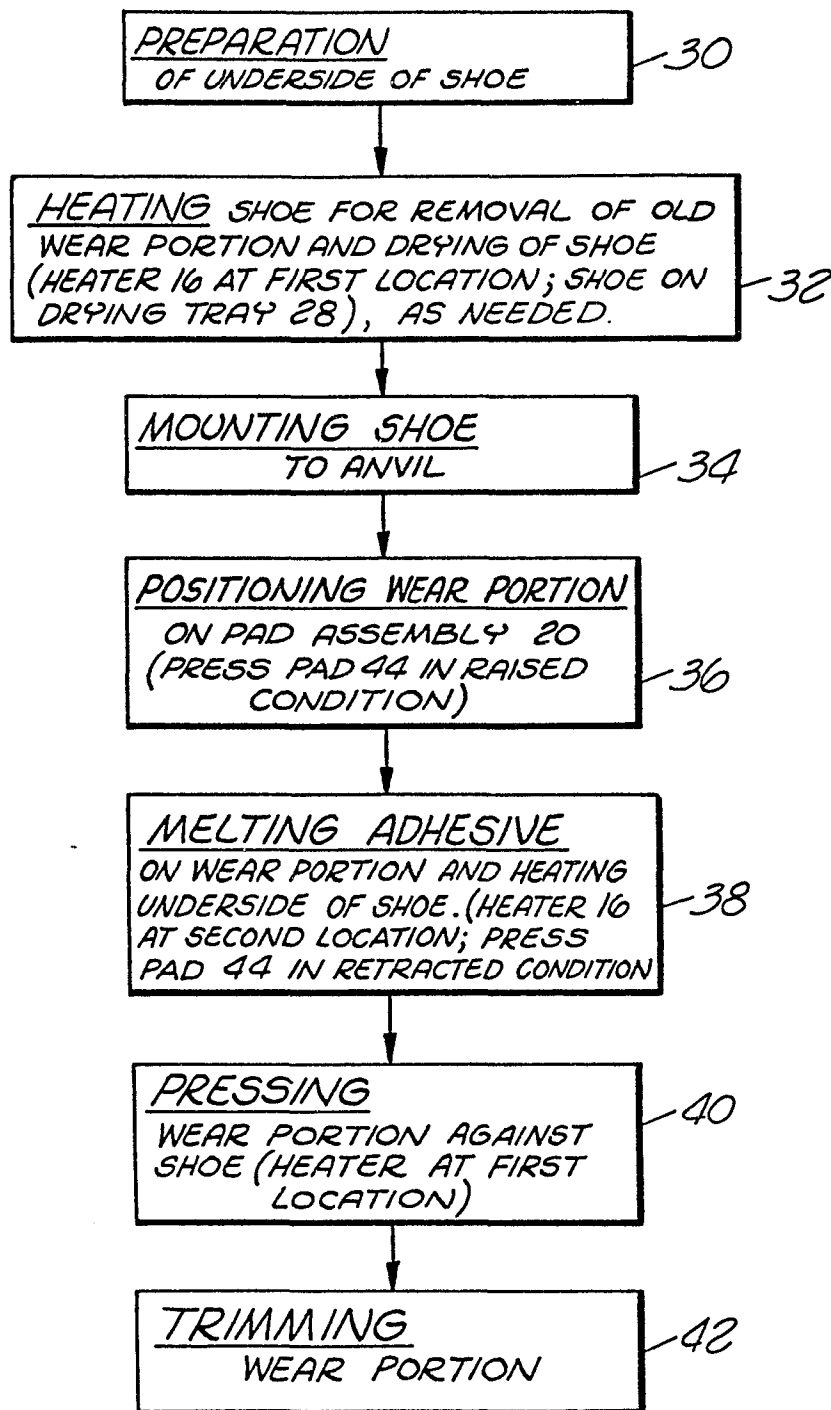 PREPARATION
OF UNDERSIDE OF SHOE
30
HEATING SHOE FOR REMOVAL OF OLD
WEAR PORTION AND DRYING OF SHOE
(HEATER 16 AT FIRST LOCATION; SHOE ON
DRYING TRAY 28), AS NEEDED.
32
MOUNTING SHOE
TO ANVIL
34
POSITIONING WEAR PORTION
ON PAD ASSEMBLY 20
(PRESS PAD 44 IN RAISED
CONDITION)
36
MELTING ADHESIVE
ON WEAR PORTION AND HEATING
UNDERSIDE OF SHOE. (HEATER 16
AT SECOND LOCATION; PRESS
PAD 44 IN RETRACTED CONDITION
38
PRESSING
WEAR PORTION AGAINST
SHOE (HEATER AT FIRST
LOCATION)
40
TRIMMING
WEAR PORTION
42